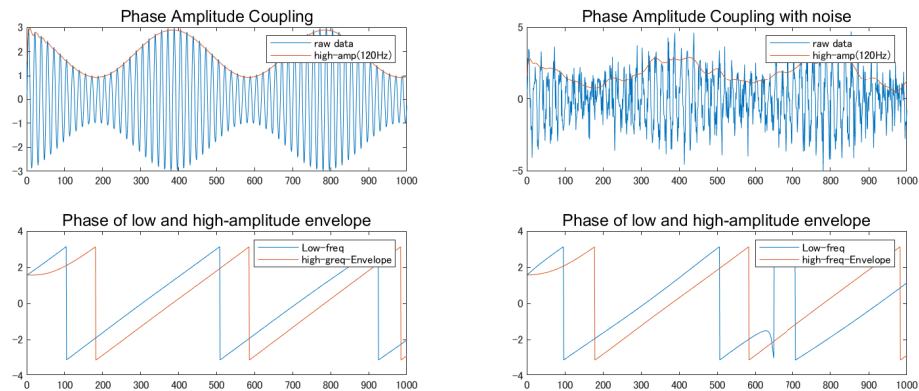 Phase Amplitude Coupling
3
2
1
0
-1
-2
-3
raw data
high-amp(120Hz)
0 100 200 300 400 500 600 700 800 900 1000
Phase Amplitude Coupling with noise
5
0
-5
raw data
high-amp(120Hz)
0 100 200 300 400 500 600 700 800 900 1000
Phase of low and high-amplitude envelope
4
2
0
-2
-4
Low-freq
high-greq-Envelope
0 100 200 300 400 500 600 700 800 900 1000
Phase of low and high-amplitude envelope
4
2
0
-2
-4
Low-freq
high-freq-Envelope
0 100 200 300 400 500 600 700 800 900 1000